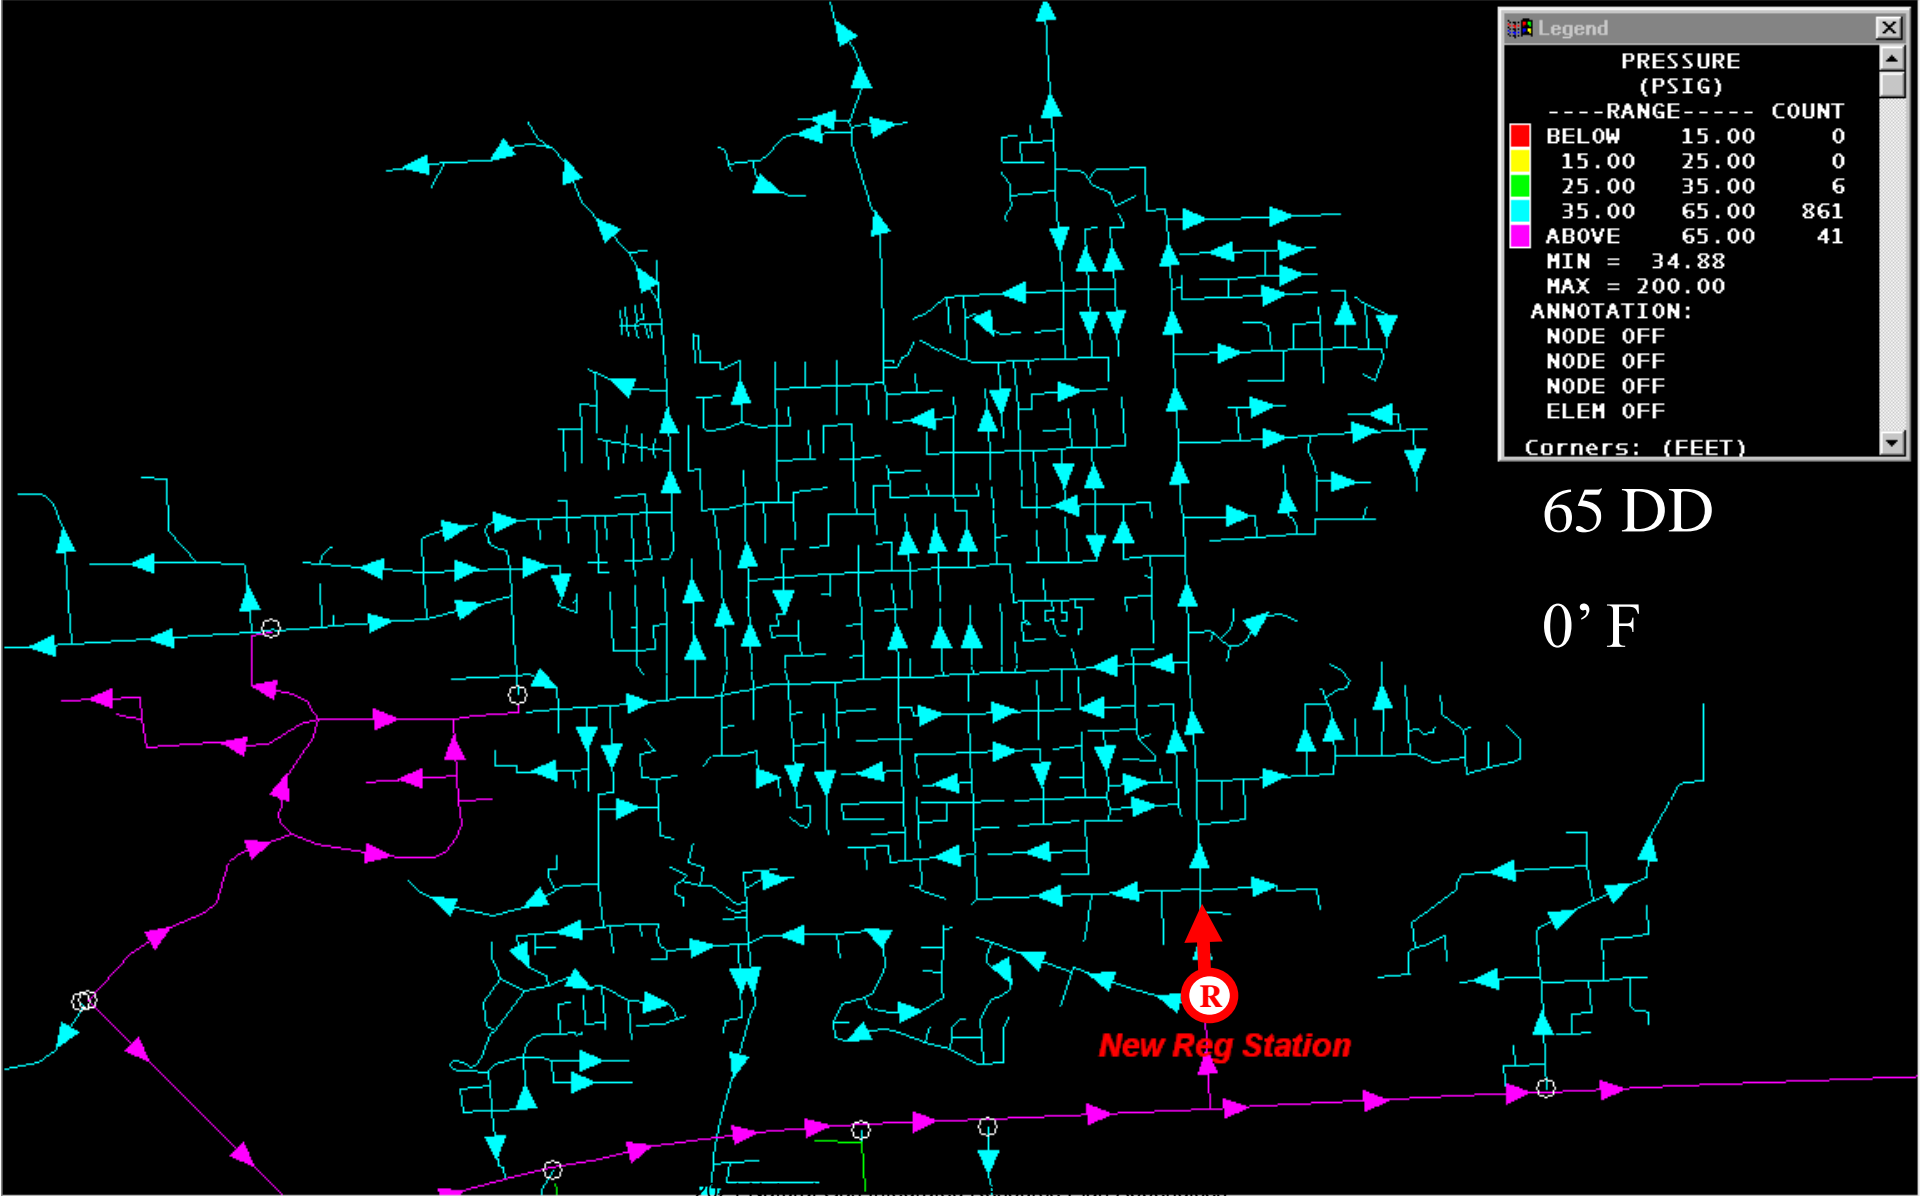 Legend
PRESSURE
(PSIG)
----RANGE----- COUNT
BELOW 15.00 0
15.00 25.00 0
25.00 35.00 6
35.00 65.00 861
ABOVE 65.00 41
MIN = 34.88
MAX = 200.00
ANNOTATION:
NODE OFF
NODE OFF
NODE OFF
ELEM OFF
Corners: (FEET)
65 DD
0’ F
R
New Reg Station